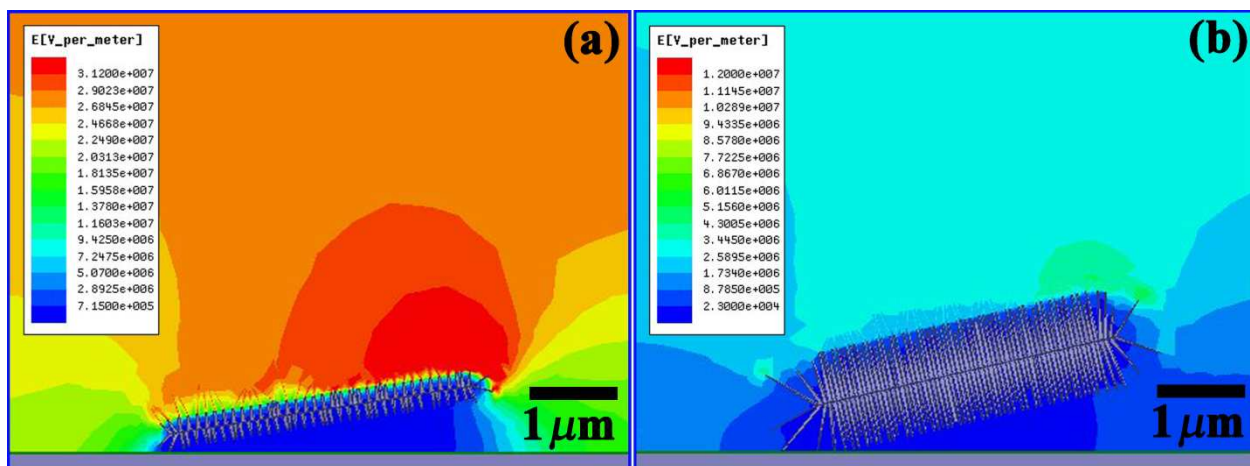 E[V_per_meter]
(a)
3.1200e+007
2.9023e+007
2.6845e+007
2.4668e+007
2.2490e+007
2.0313e+007
1.8135e+007
1.5958e+007
1.3780e+007
1.1603e+007
9.4250e+006
7.2475e+006
5.0700e+006
2.8925e+006
7.1500e+005
1 μm
E[V_per_meter]
(b)
1.2000e+007
1.1145e+007
1.0289e+007
9.4335e+006
8.5780e+006
7.7225e+006
6.8670e+006
6.0115e+006
5.1560e+006
4.3005e+006
3.4450e+006
2.5895e+006
1.7340e+006
8.7850e+005
2.3000e+004
1 μm